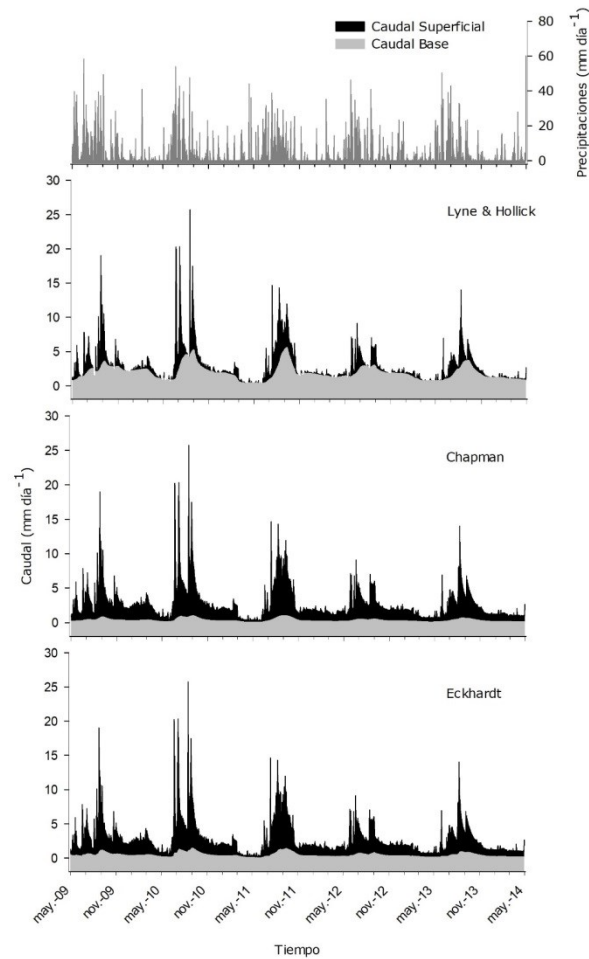 Caudal Superficial
Caudal Base
80
60
40
20
0
Precipitaciones (mm día-1)
30
25
20
15
10
5
0
Lyne & Hollick
30
25
20
15
10
5
0
Chapman
Caudal (mm día-1)
30
25
20
15
10
5
0
Eckhardt
may.-09
nov.-09
may.-10
nov.-10
may.-11
nov.-11
may.-12
nov.-12
may.-13
nov.-13
may.-14
Tiempo